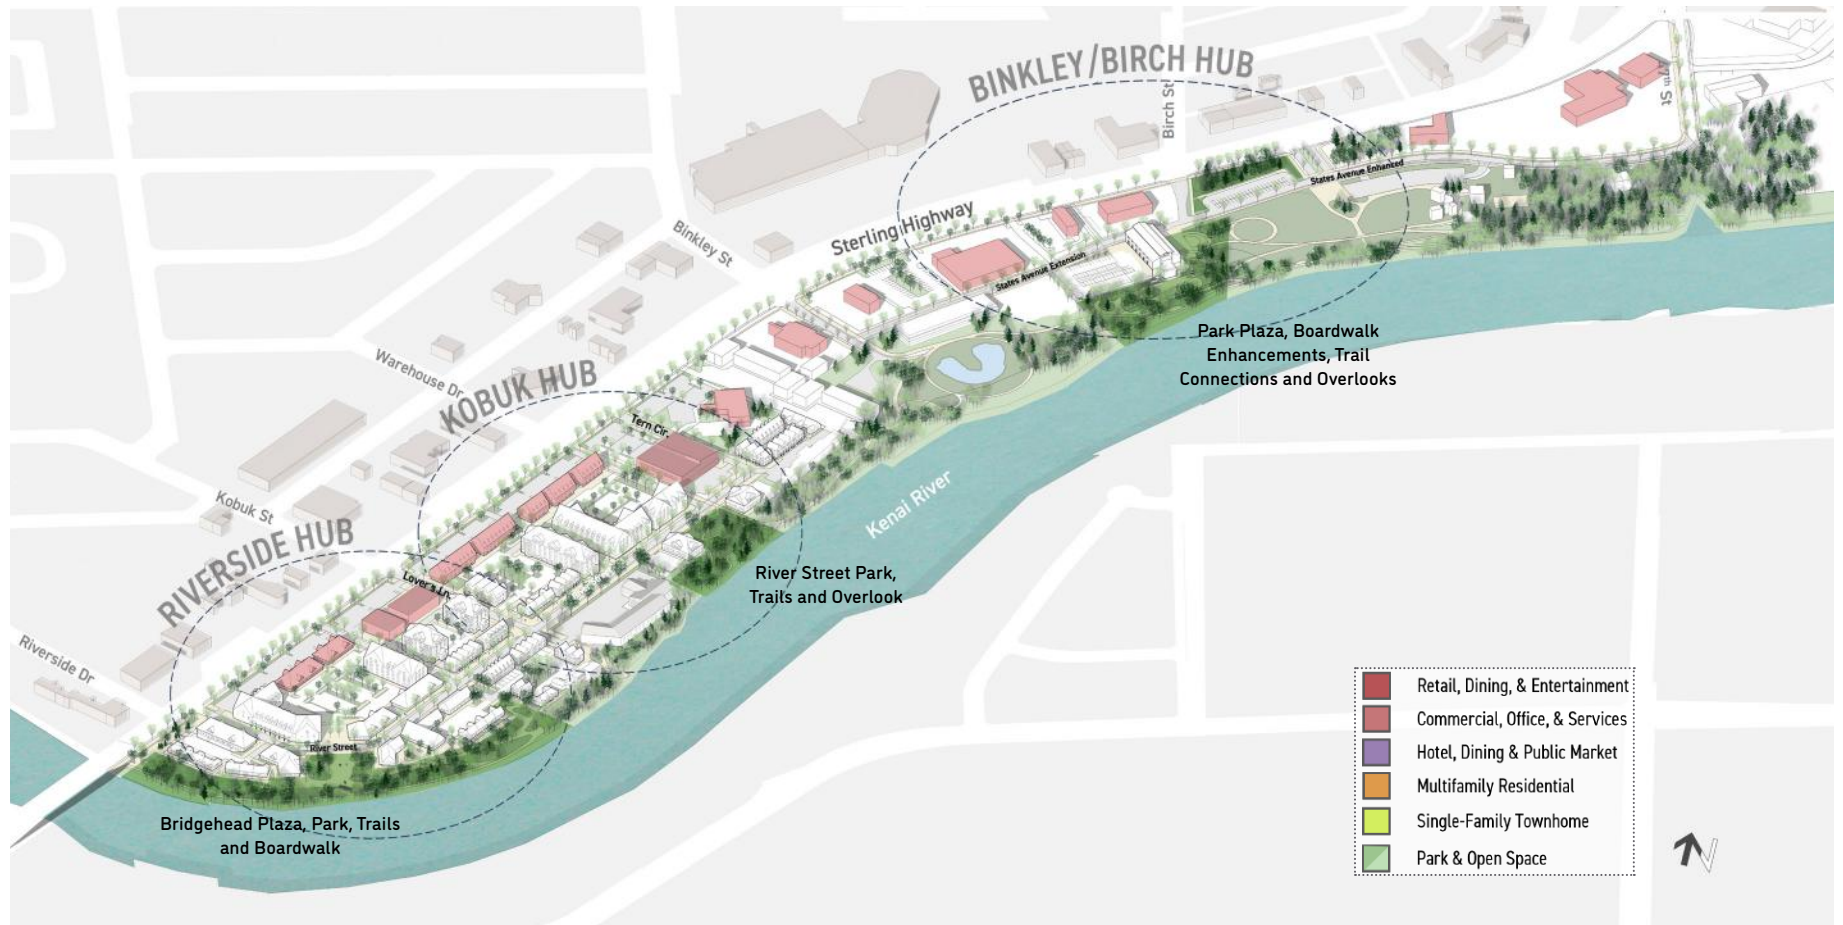 BINKLEY/BIRCH HUB
Birch St
States Avenue Enhanced
Binkley St
Sterling Highway
States Avenue Extension
Park Plaza, Boardwalk
Enhancements, Trail
Connections and Overlooks
Warehouse Dr
KOBUK HUB
Tern Cir.
Kenai River
Kobuk St
RIVERSIDE HUB
Lover's Ln.
River Street Park,
Trails and Overlook
Riverside Dr
River Street
Bridgehead Plaza, Park, Trails
and Boardwalk
Retail, Dining, & Entertainment
Commercial, Office, & Services
Hotel, Dining & Public Market
Multifamily Residential
Single-Family Townhome
Park & Open Space
N